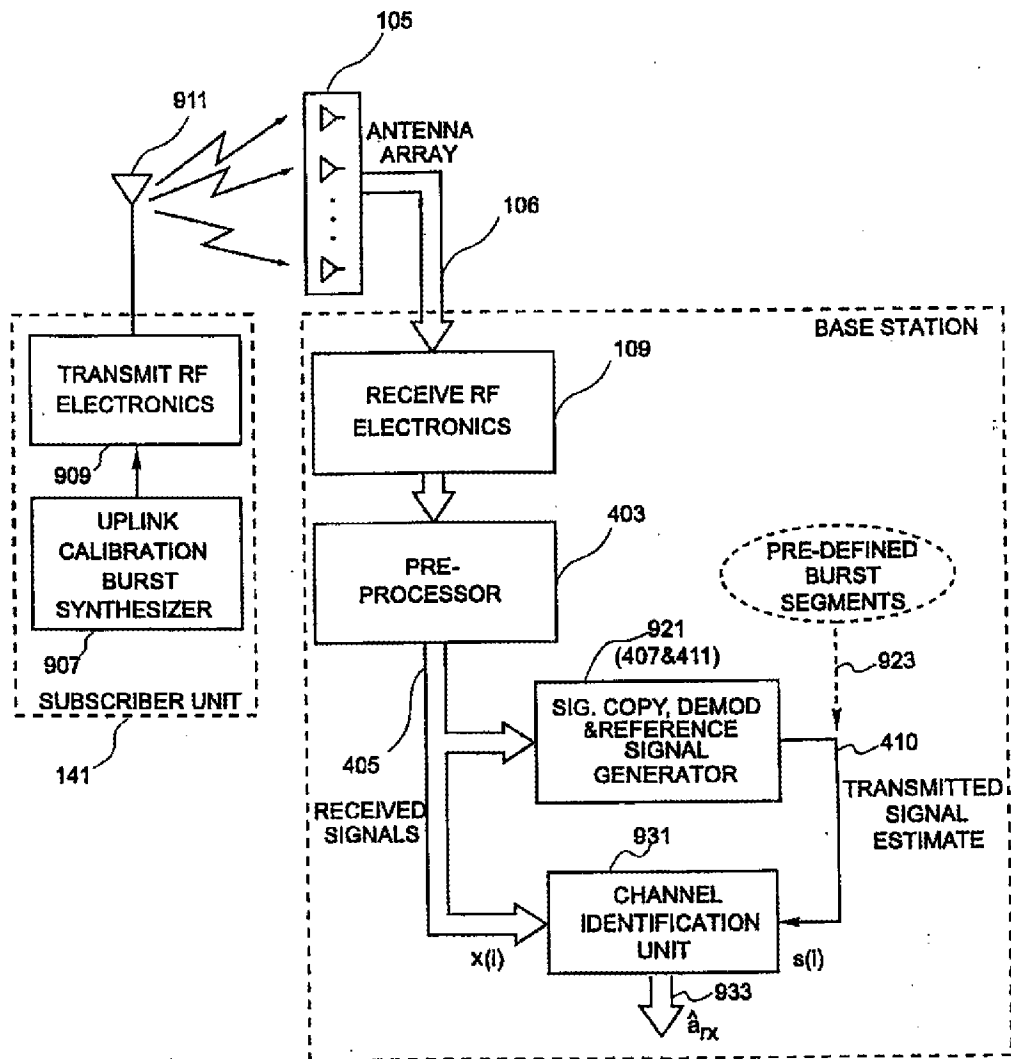 105
911
ANTENNA
ARRAY
106
BASE STATION
TRANSMIT RF
ELECTRONICS
909
RECEIVE RF
ELECTRONICS
109
UPLINK
CALIBRATION
BURST
SYNTHESIZER
907
SUBSCRIBER UNIT
141
PRE-
PROCESSOR
403
PRE-DEFINED
BURST
SEGMENTS
923
921
(407&411)
SIG. COPY, DEMOD
&REFERENCE
SIGNAL
GENERATOR
410
405
RECEIVED
SIGNALS
TRANSMITTED
SIGNAL
ESTIMATE
931
CHANNEL
IDENTIFICATION
UNIT
x(i)
s(i)
933
â_rx